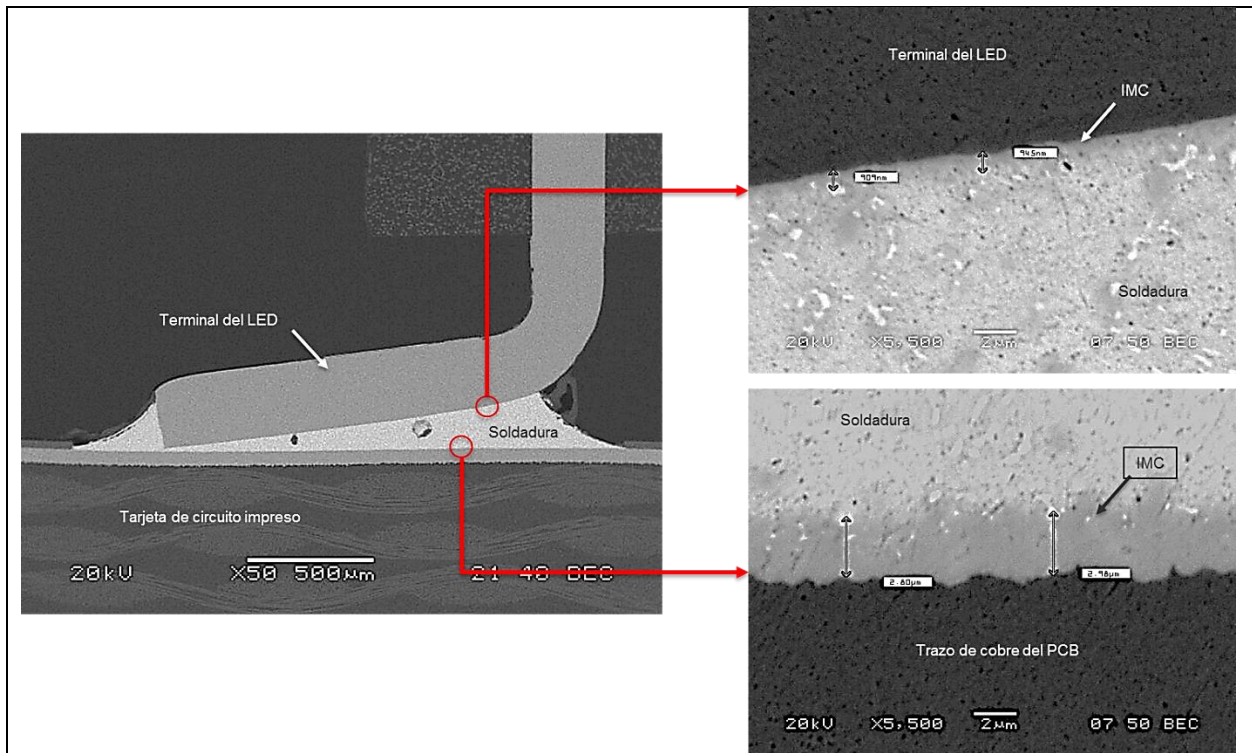 Terminal del LED
Soldadura
Tarjeta de circuito impreso
20kV X50 500µm 21 48 BEC
Terminal del LED
IMC
945nm
909nm
Soldadura
20kV X5,500 2µm 07 50 BEC
Soldadura
IMC
2.80µm
2.98µm
Trazo de cobre del PCB
20kV X5,500 2µm 07 50 BEC